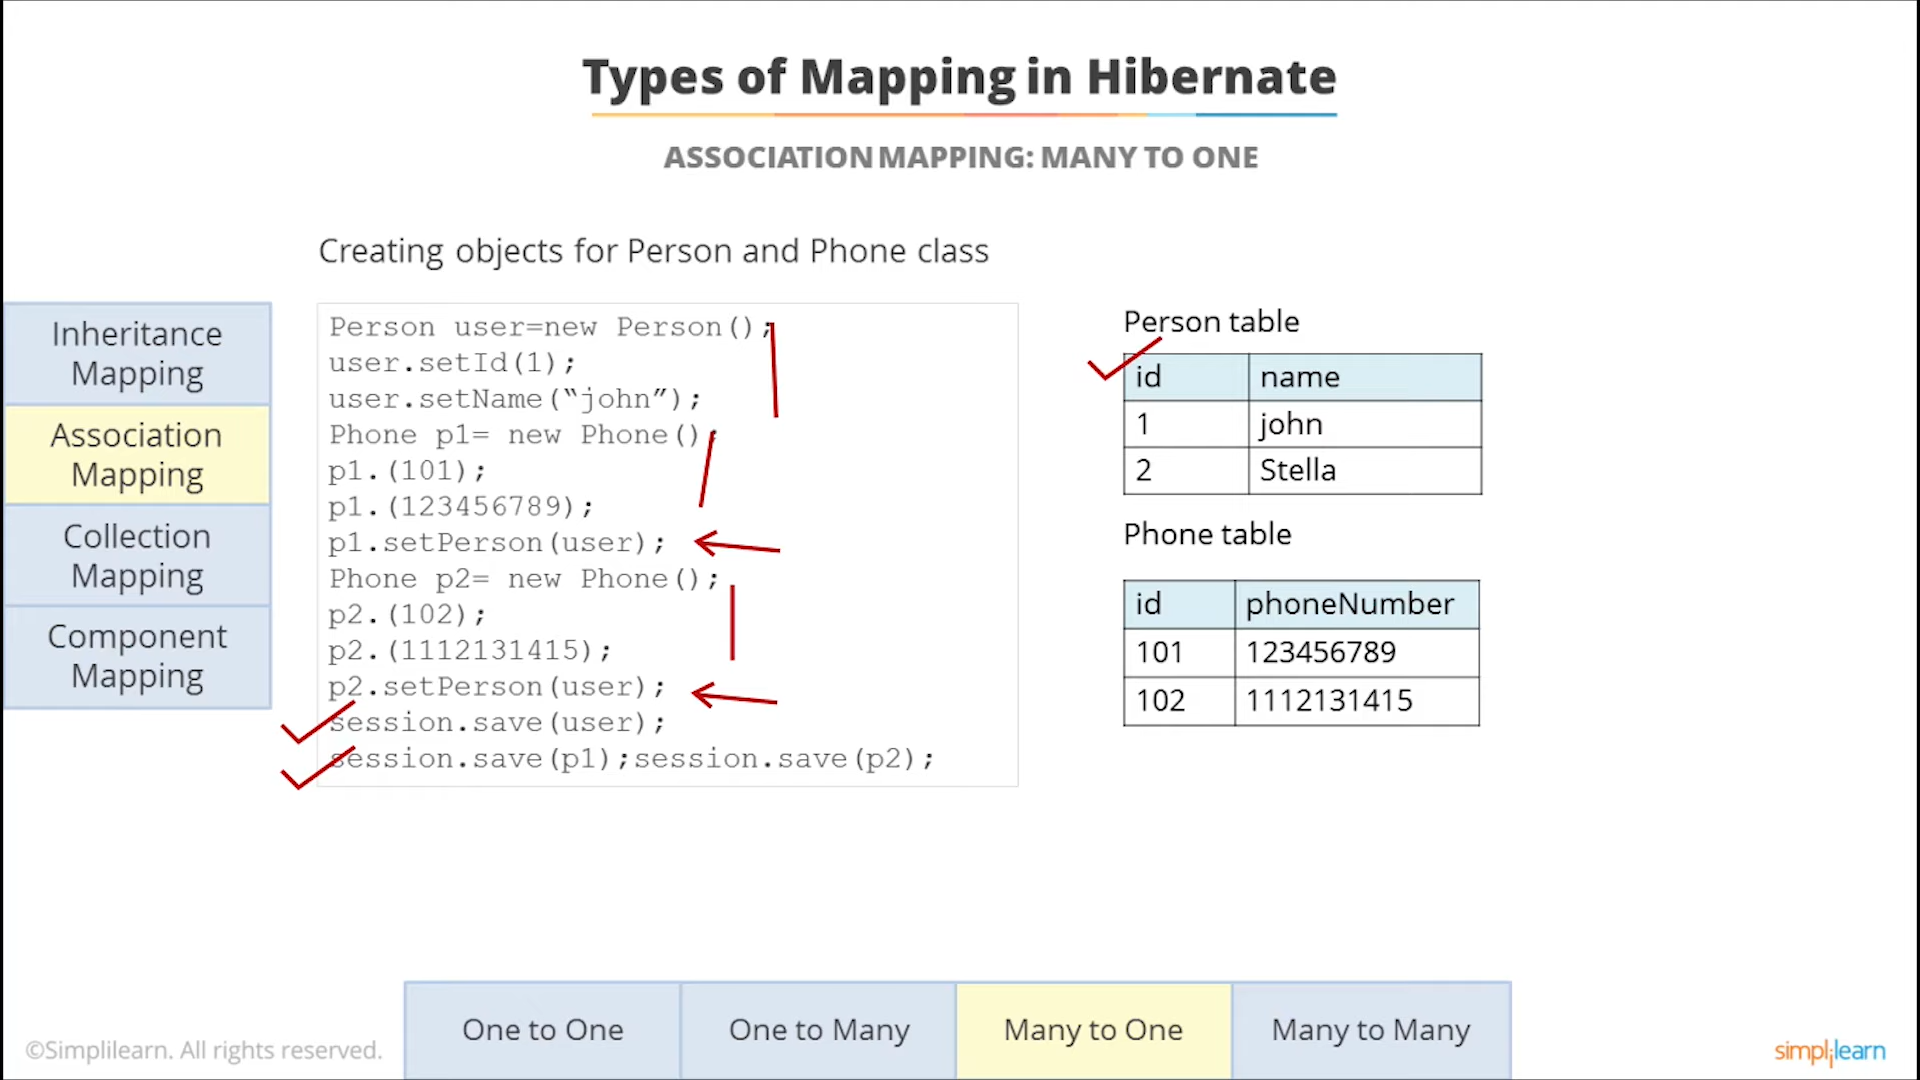 Types of Mapping in Hibernate
ASSOCIATION MAPPING: MANY TO ONE
Creating objects for Person and Phone class
Inheritance
Mapping
Association
Mapping
Collection
Mapping
Component
Mapping
Person user=new Person();
user.setId(1);
user.setName(“john”);
Phone p1= new Phone();
p1.(101);
p1.(123456789);
p1.setPerson(user);
Phone p2= new Phone();
p2.(102);
p2.(1112131415);
p2.setPerson(user);
session.save(user);
session.save(p1);session.save(p2);
Person table
id name
1 john
2 Stella
Phone table
id phoneNumber
101 123456789
102 1112131415
One to One
One to Many
Many to One
Many to Many
©Simplilearn. All rights reserved.
simplilearn